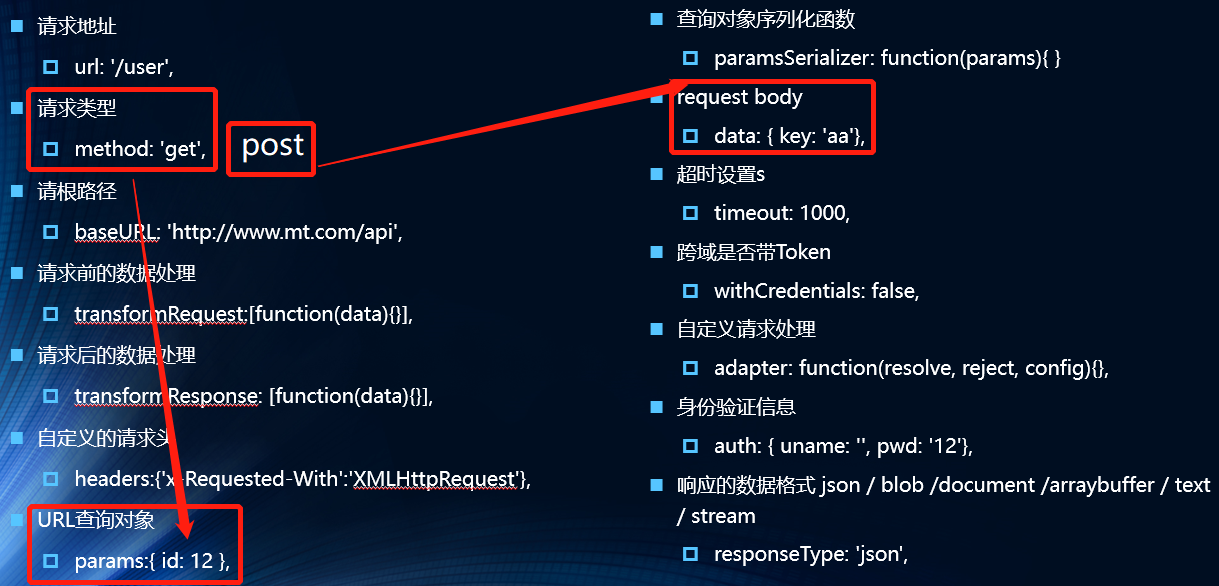 请求地址
url: '/user',
请求类型
method: 'get',
post
请根路径
baseURL: 'http://www.mt.com/api',
请求前的数据处理
transformRequest:[function(data){}],
请求后的数据处理
transformResponse: [function(data){}],
自定义的请求头
headers:{'x-Requested-With':'XMLHttpRequest'},
URL查询对象
params:{ id: 12 },
查询对象序列化函数
paramsSerializer: function(params){ }
request body
data: { key: 'aa'},
超时设置s
timeout: 1000,
跨域是否带Token
withCredentials: false,
自定义请求处理
adapter: function(resolve, reject, config){},
身份验证信息
auth: { uname: '', pwd: '12'},
响应的数据格式 json / blob /document /arraybuffer / text
/ stream
responseType: 'json',